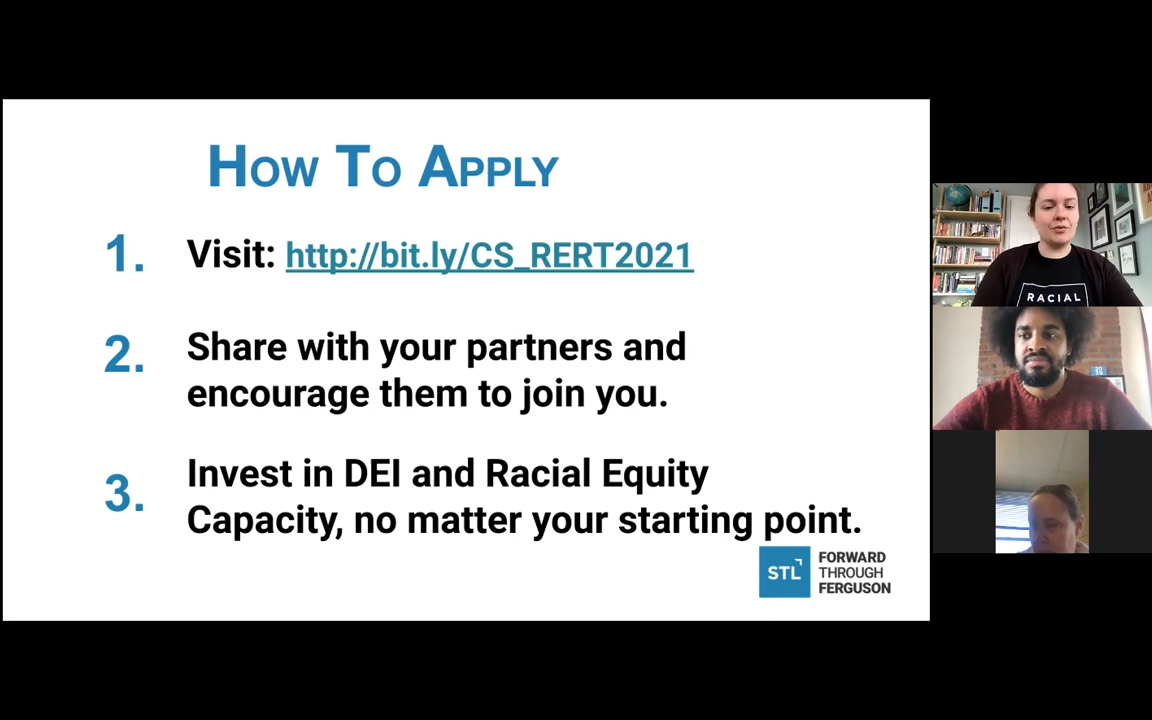 How To Apply
1. Visit: http://bit.ly/CS_RERT2021
2. Share with your partners and
encourage them to join you.
3. Invest in DEI and Racial Equity
Capacity, no matter your starting point.
STL
FORWARD
THROUGH
FERGUSON
RACIAL